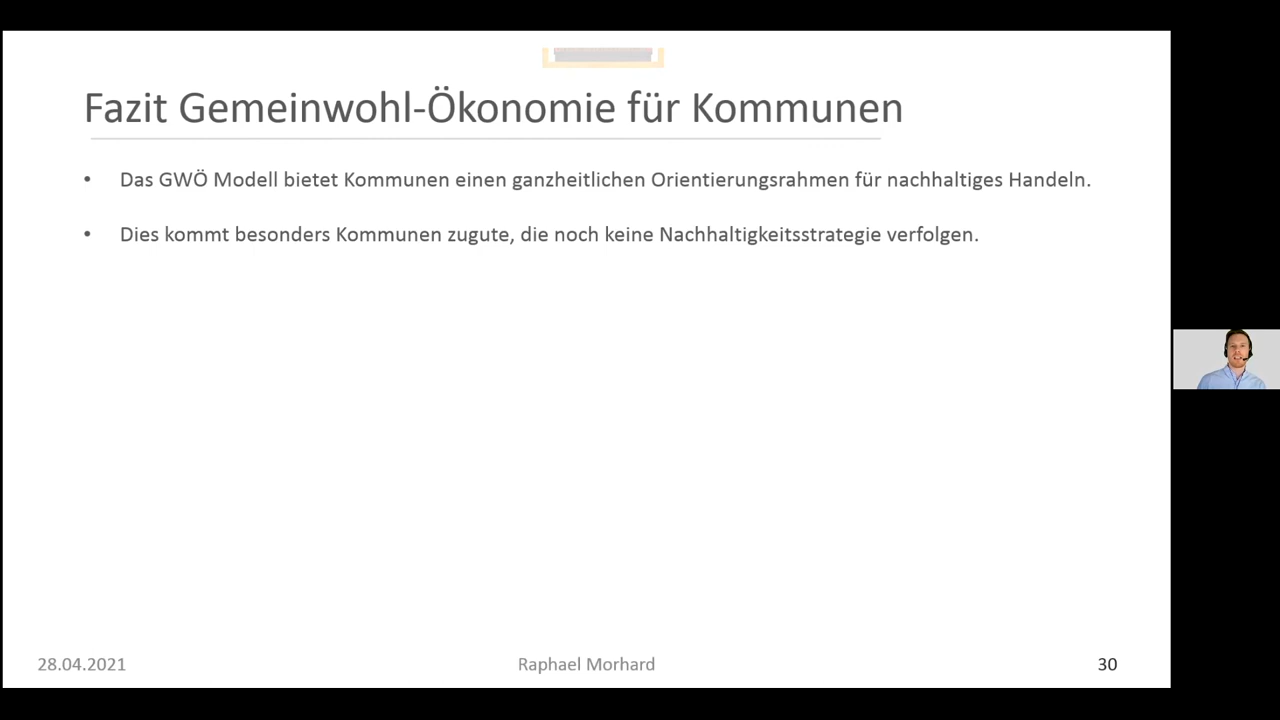 Fazit Gemeinwohl-Ökonomie für Kommunen
• Das GWÖ Modell bietet Kommunen einen ganzheitlichen Orientierungsrahmen für nachhaltiges Handeln.
• Dies kommt besonders Kommunen zugute, die noch keine Nachhaltigkeitsstrategie verfolgen.
28.04.2021
Raphael Morhard
30